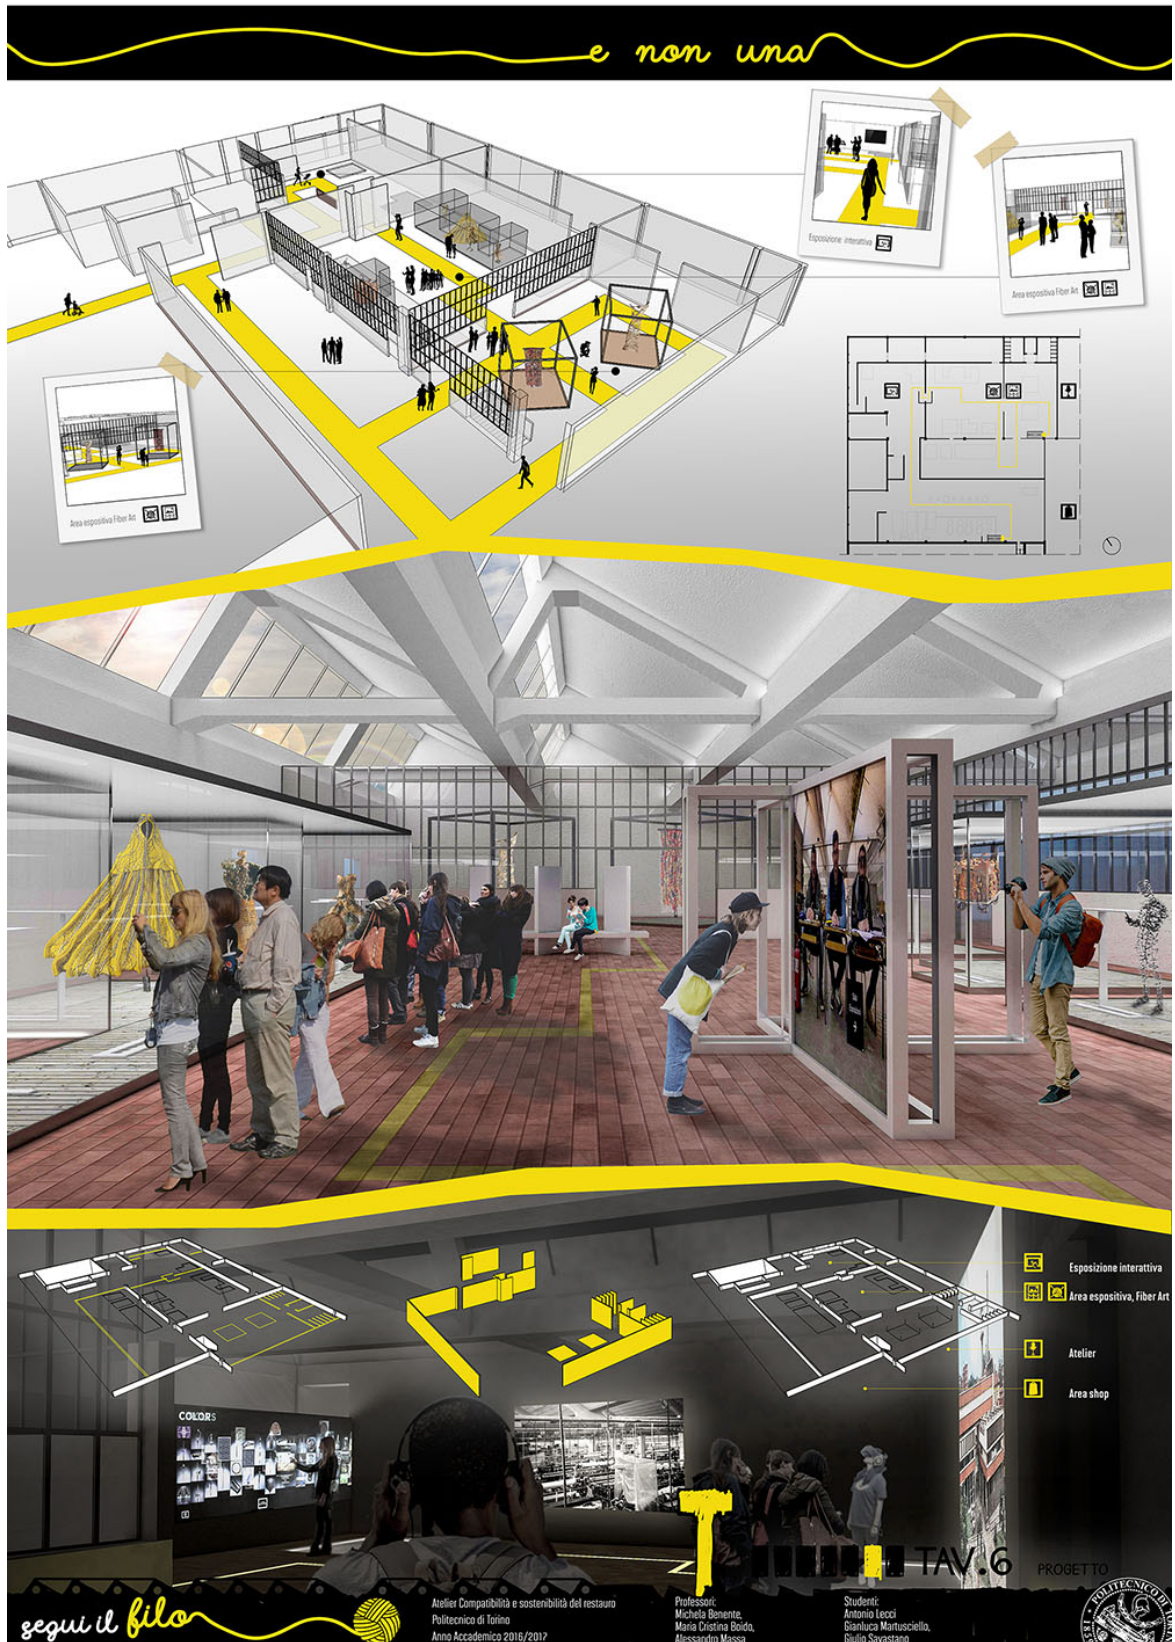 e non una
Esposizione interattiva
Area espositiva Fiber Art
Area espositiva Fiber Art
Esposizione interattiva
Area espositiva, Fiber Art
Atelier
Area shop
COLORS
T
TAV.6
PROGETTO
segui il filo
Atelier Compatibilità e sostenibilità del restauro
Politecnico di Torino
Anno Accademico 2016/2017
Professori:
Michela Benente,
Maria Cristina Boido,
Alessandro Massa
Studenti:
Antonio Lecci
Gianluca Martusciello,
Giulio Savastano
POLITECNICO DI